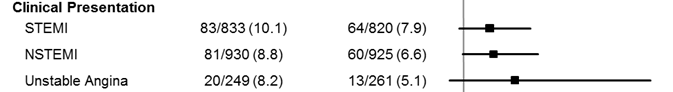 Clinical Presentation
STEMI 83/833 (10.1) 64/820 (7.9)
NSTEMI 81/930 (8.8) 60/925 (6.6)
Unstable Angina 20/249 (8.2) 13/261 (5.1)